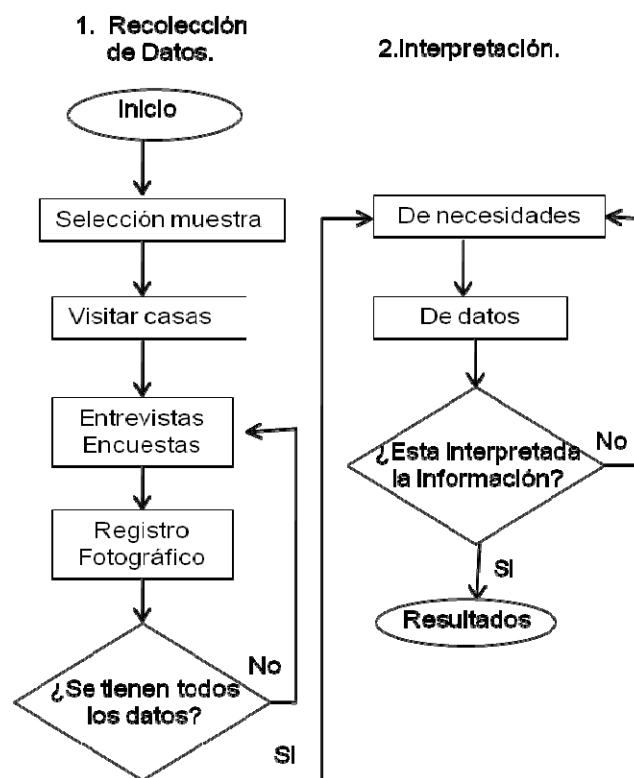 1. Recolección
de Datos.
Inicio
Selección muestra
Visitar casas
Entrevistas
Encuestas
Registro
Fotográfico
¿Se tienen todos
los datos?
No
SI
2.Interpretación.
De necesidades
De datos
¿Esta Interpretada
la Información?
No
SI
Resultados